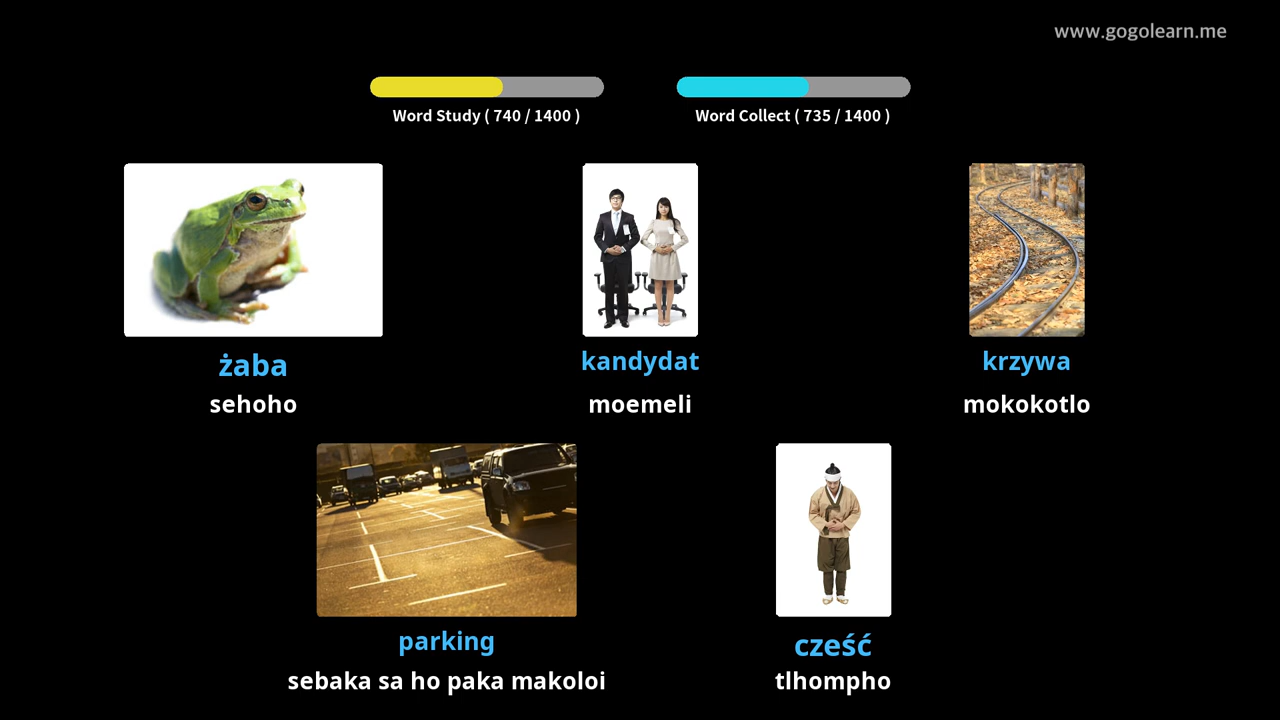 www.gogolearn.me
Word Study ( 740 / 1400 )
Word Collect ( 735 / 1400 )
żaba
kandydat
krzywa
sehoho
moemeli
mokokotlo
parking
cześć
sebaka sa ho paka makoloi
tlhompho